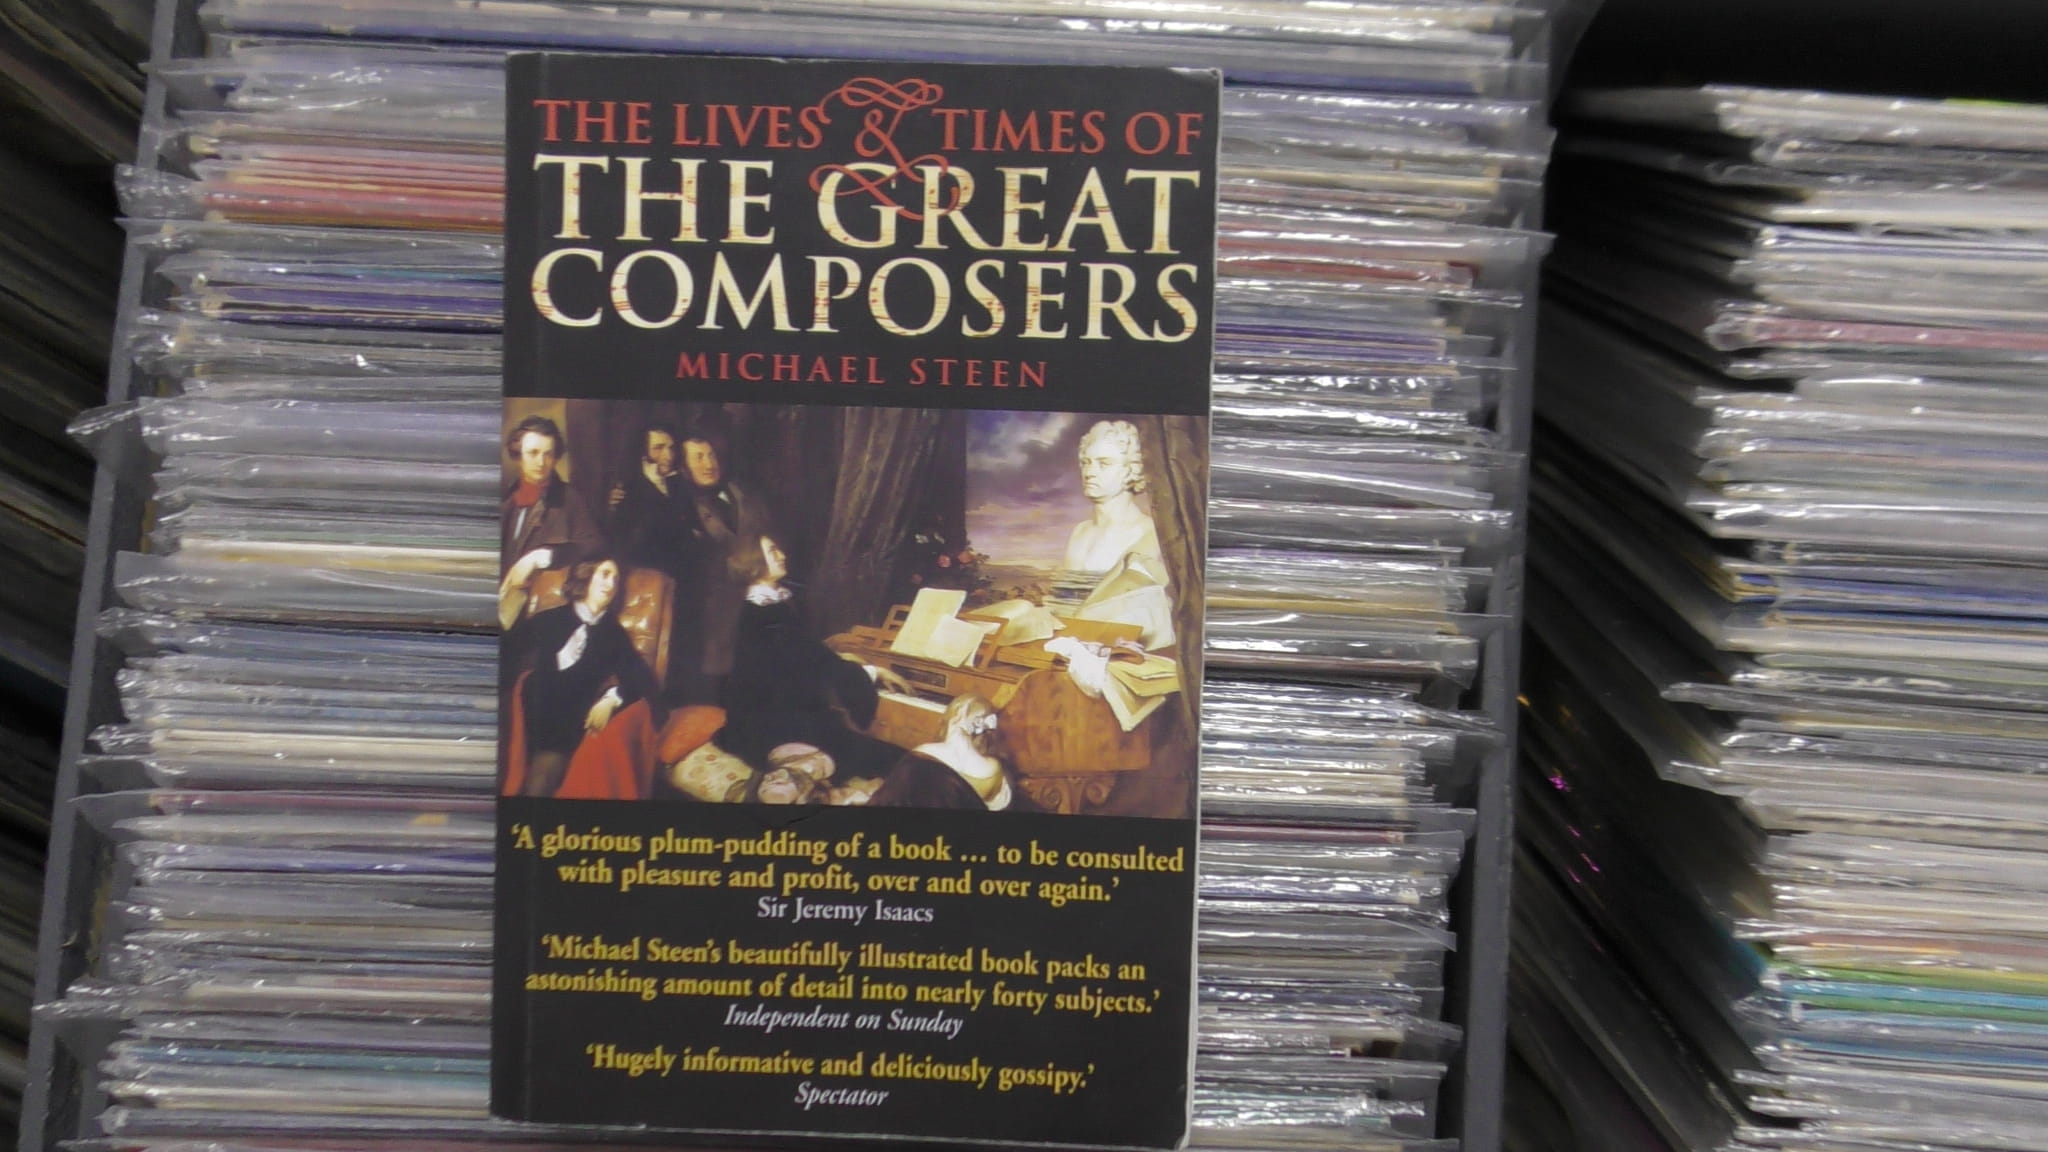 THE LIVES & TIMES OF
THE GREAT
COMPOSERS
MICHAEL STEEN
‘A glorious plum-pudding of a book ... to be consulted
with pleasure and profit, over and over again.’
Sir Jeremy Isaacs
‘Michael Steen’s beautifully illustrated book packs an
astonishing amount of detail into nearly forty subjects.’
Independent on Sunday
‘Hugely informative and deliciously gossipy.’
Spectator